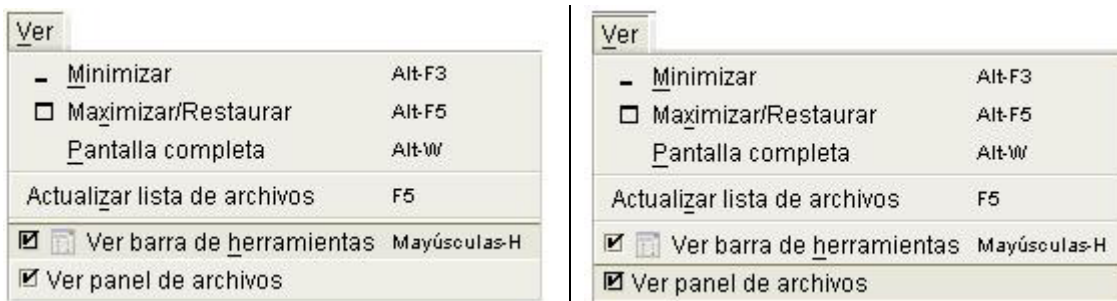 Ver
Minimizar Alt-F3
Maximizar/Restaurar Alt-F5
Pantalla completa Alt-W
Actualizar lista de archivos F5
Ver barra de herramientas Mayúsculas-H
Ver panel de archivos
Ver
Minimizar Alt-F3
Maximizar/Restaurar Alt-F5
Pantalla completa Alt-W
Actualizar lista de archivos F5
Ver barra de herramientas Mayúsculas-H
Ver panel de archivos